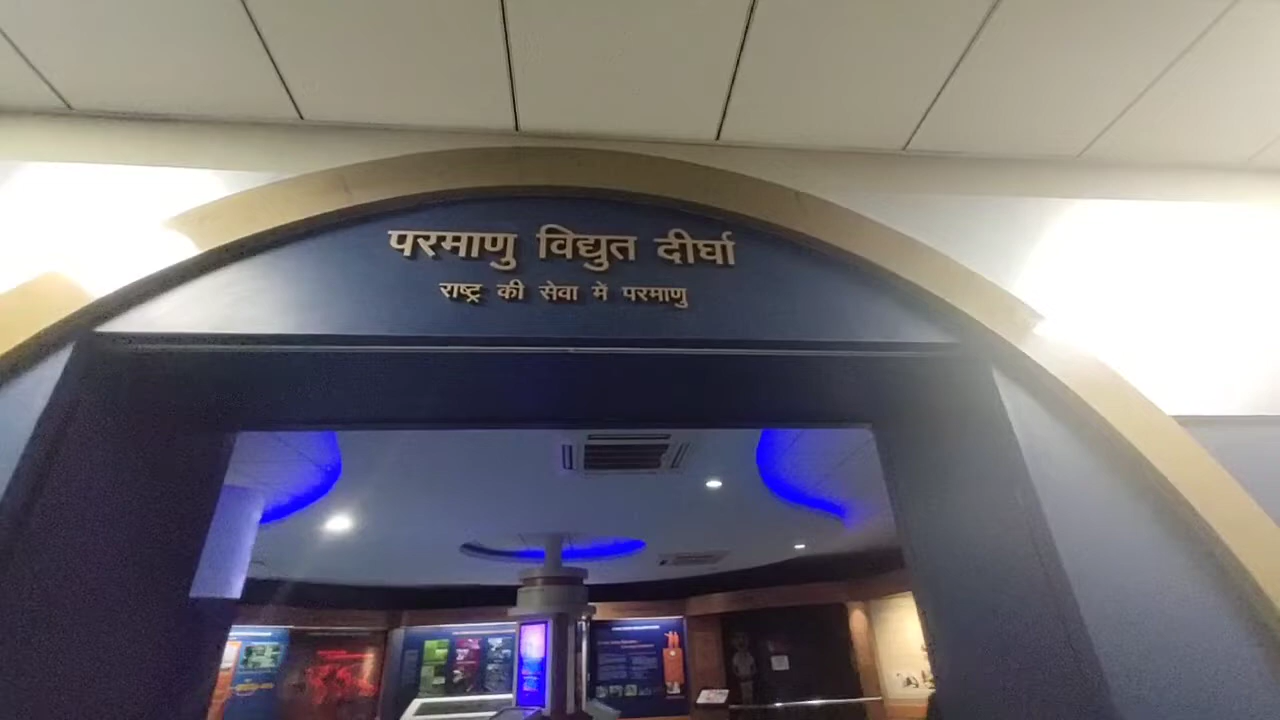 परमाणु विद्युत दीर्घा
राष्ट्र की सेवा में परमाणु